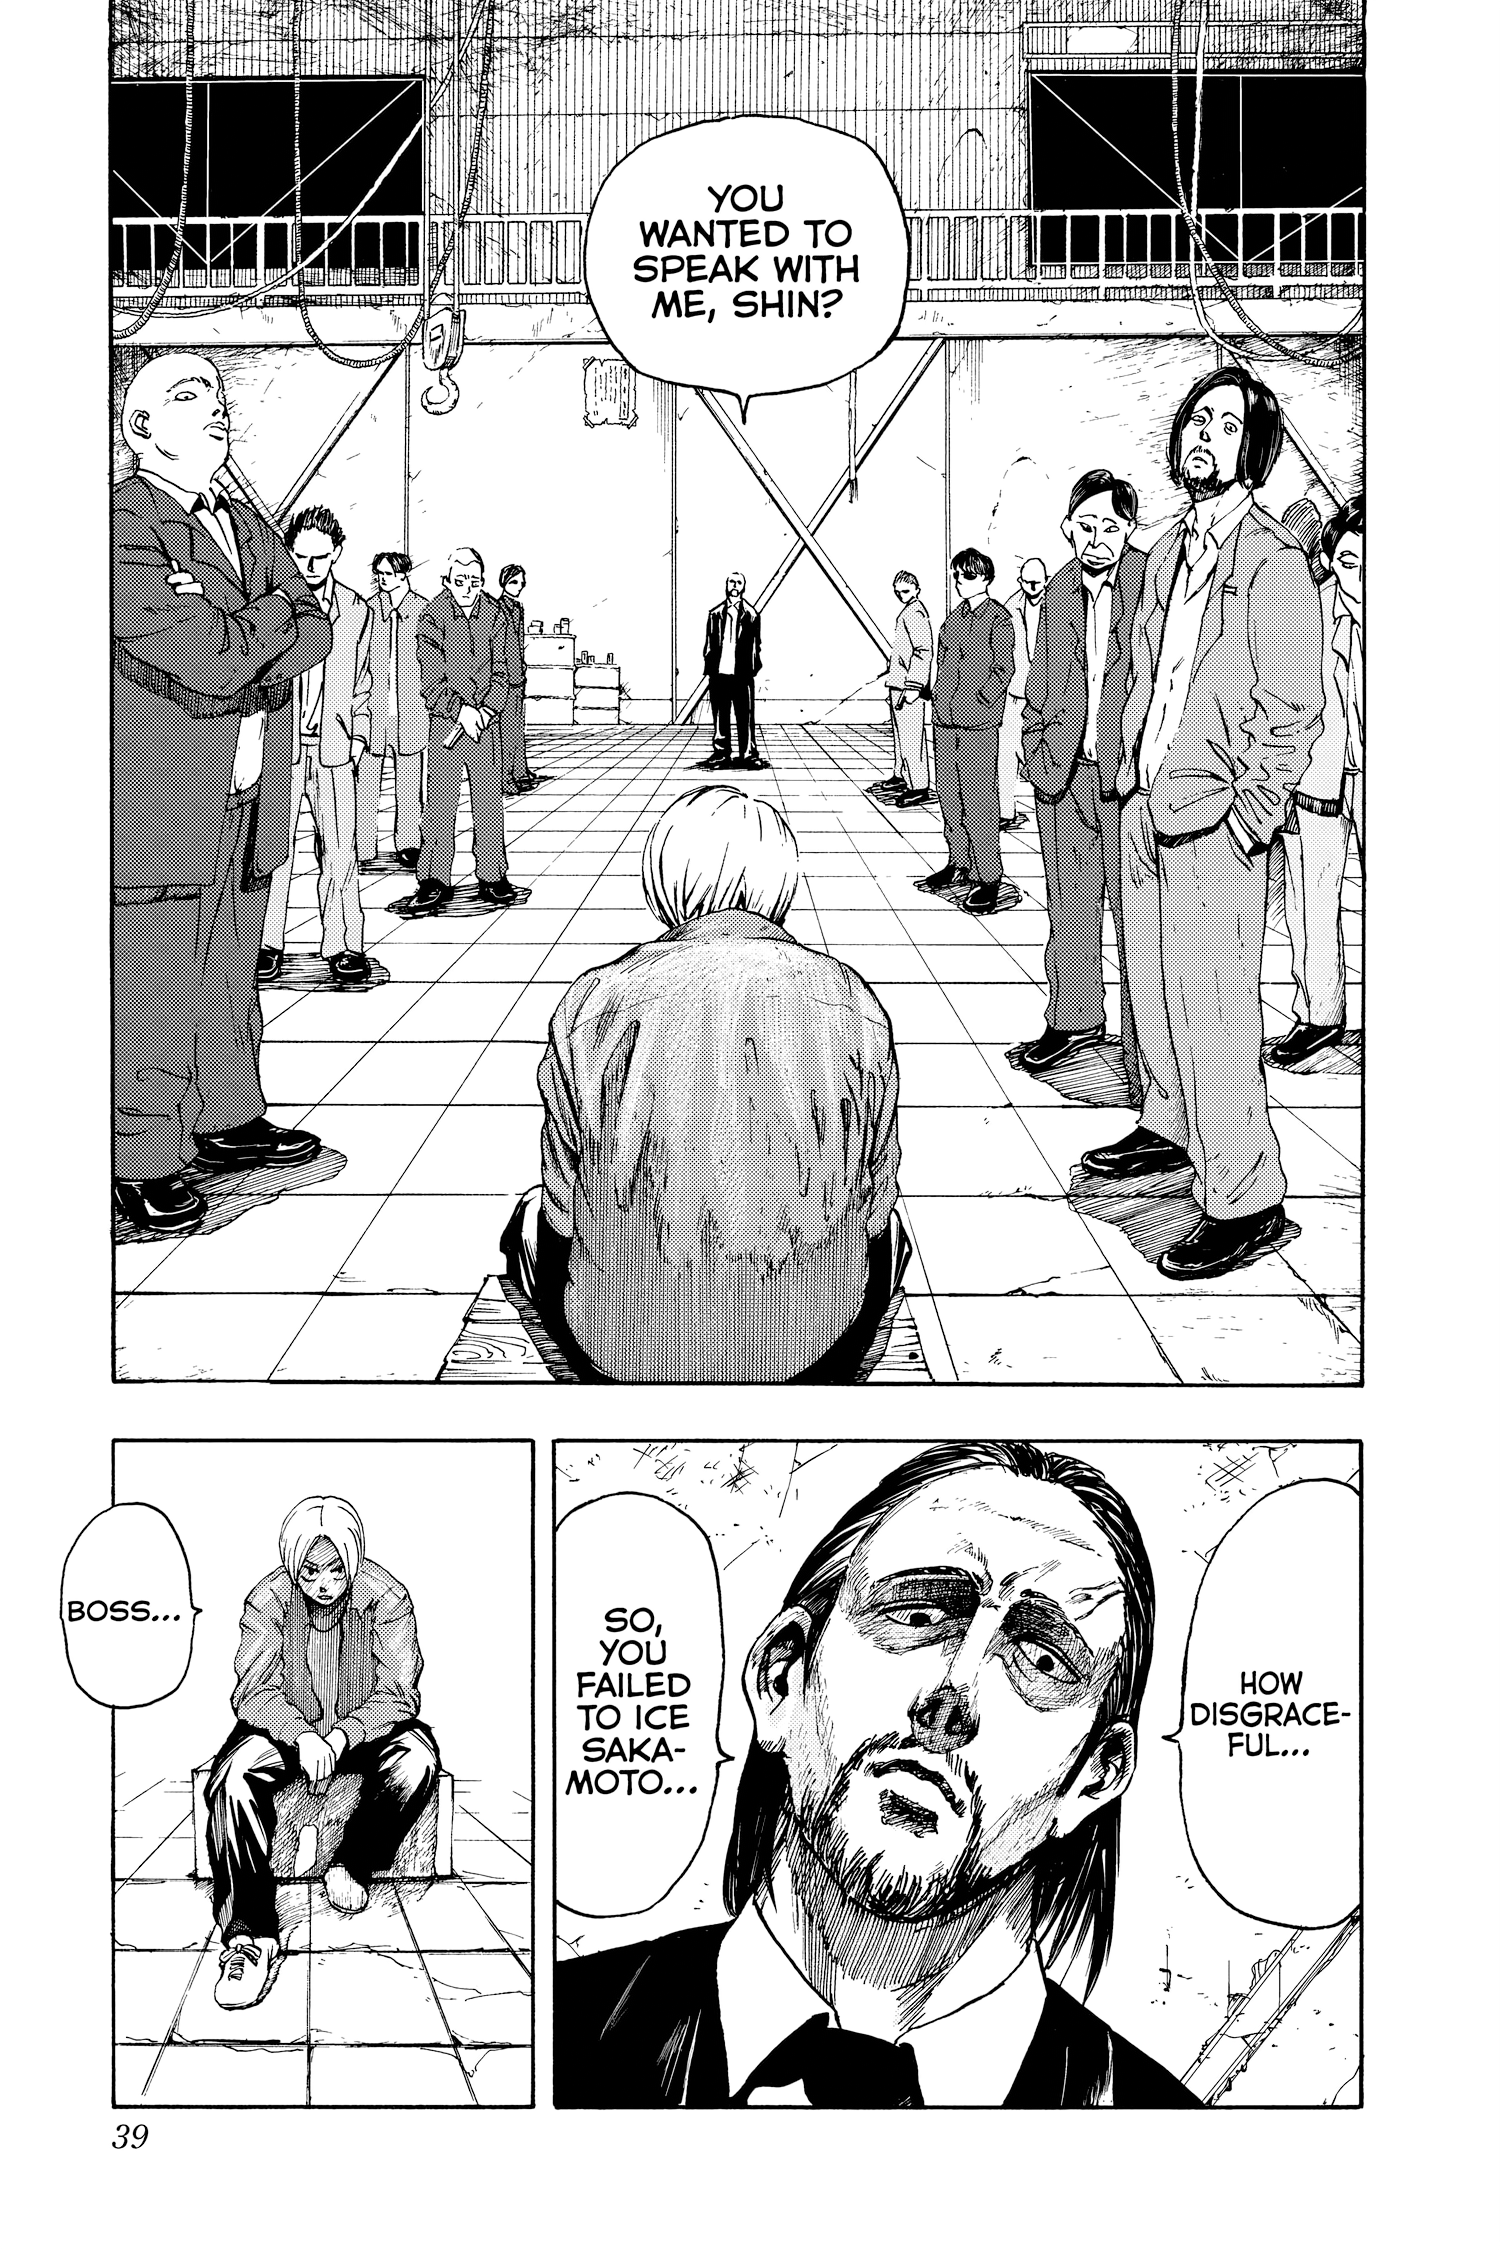 YOU
WANTED TO
SPEAK WITH
ME, SHIN?
HOW
DISGRACE-
FUL...
SO,
YOU
FAILED
TO ICE
SAKA-
MOTO...
BOSS...
39